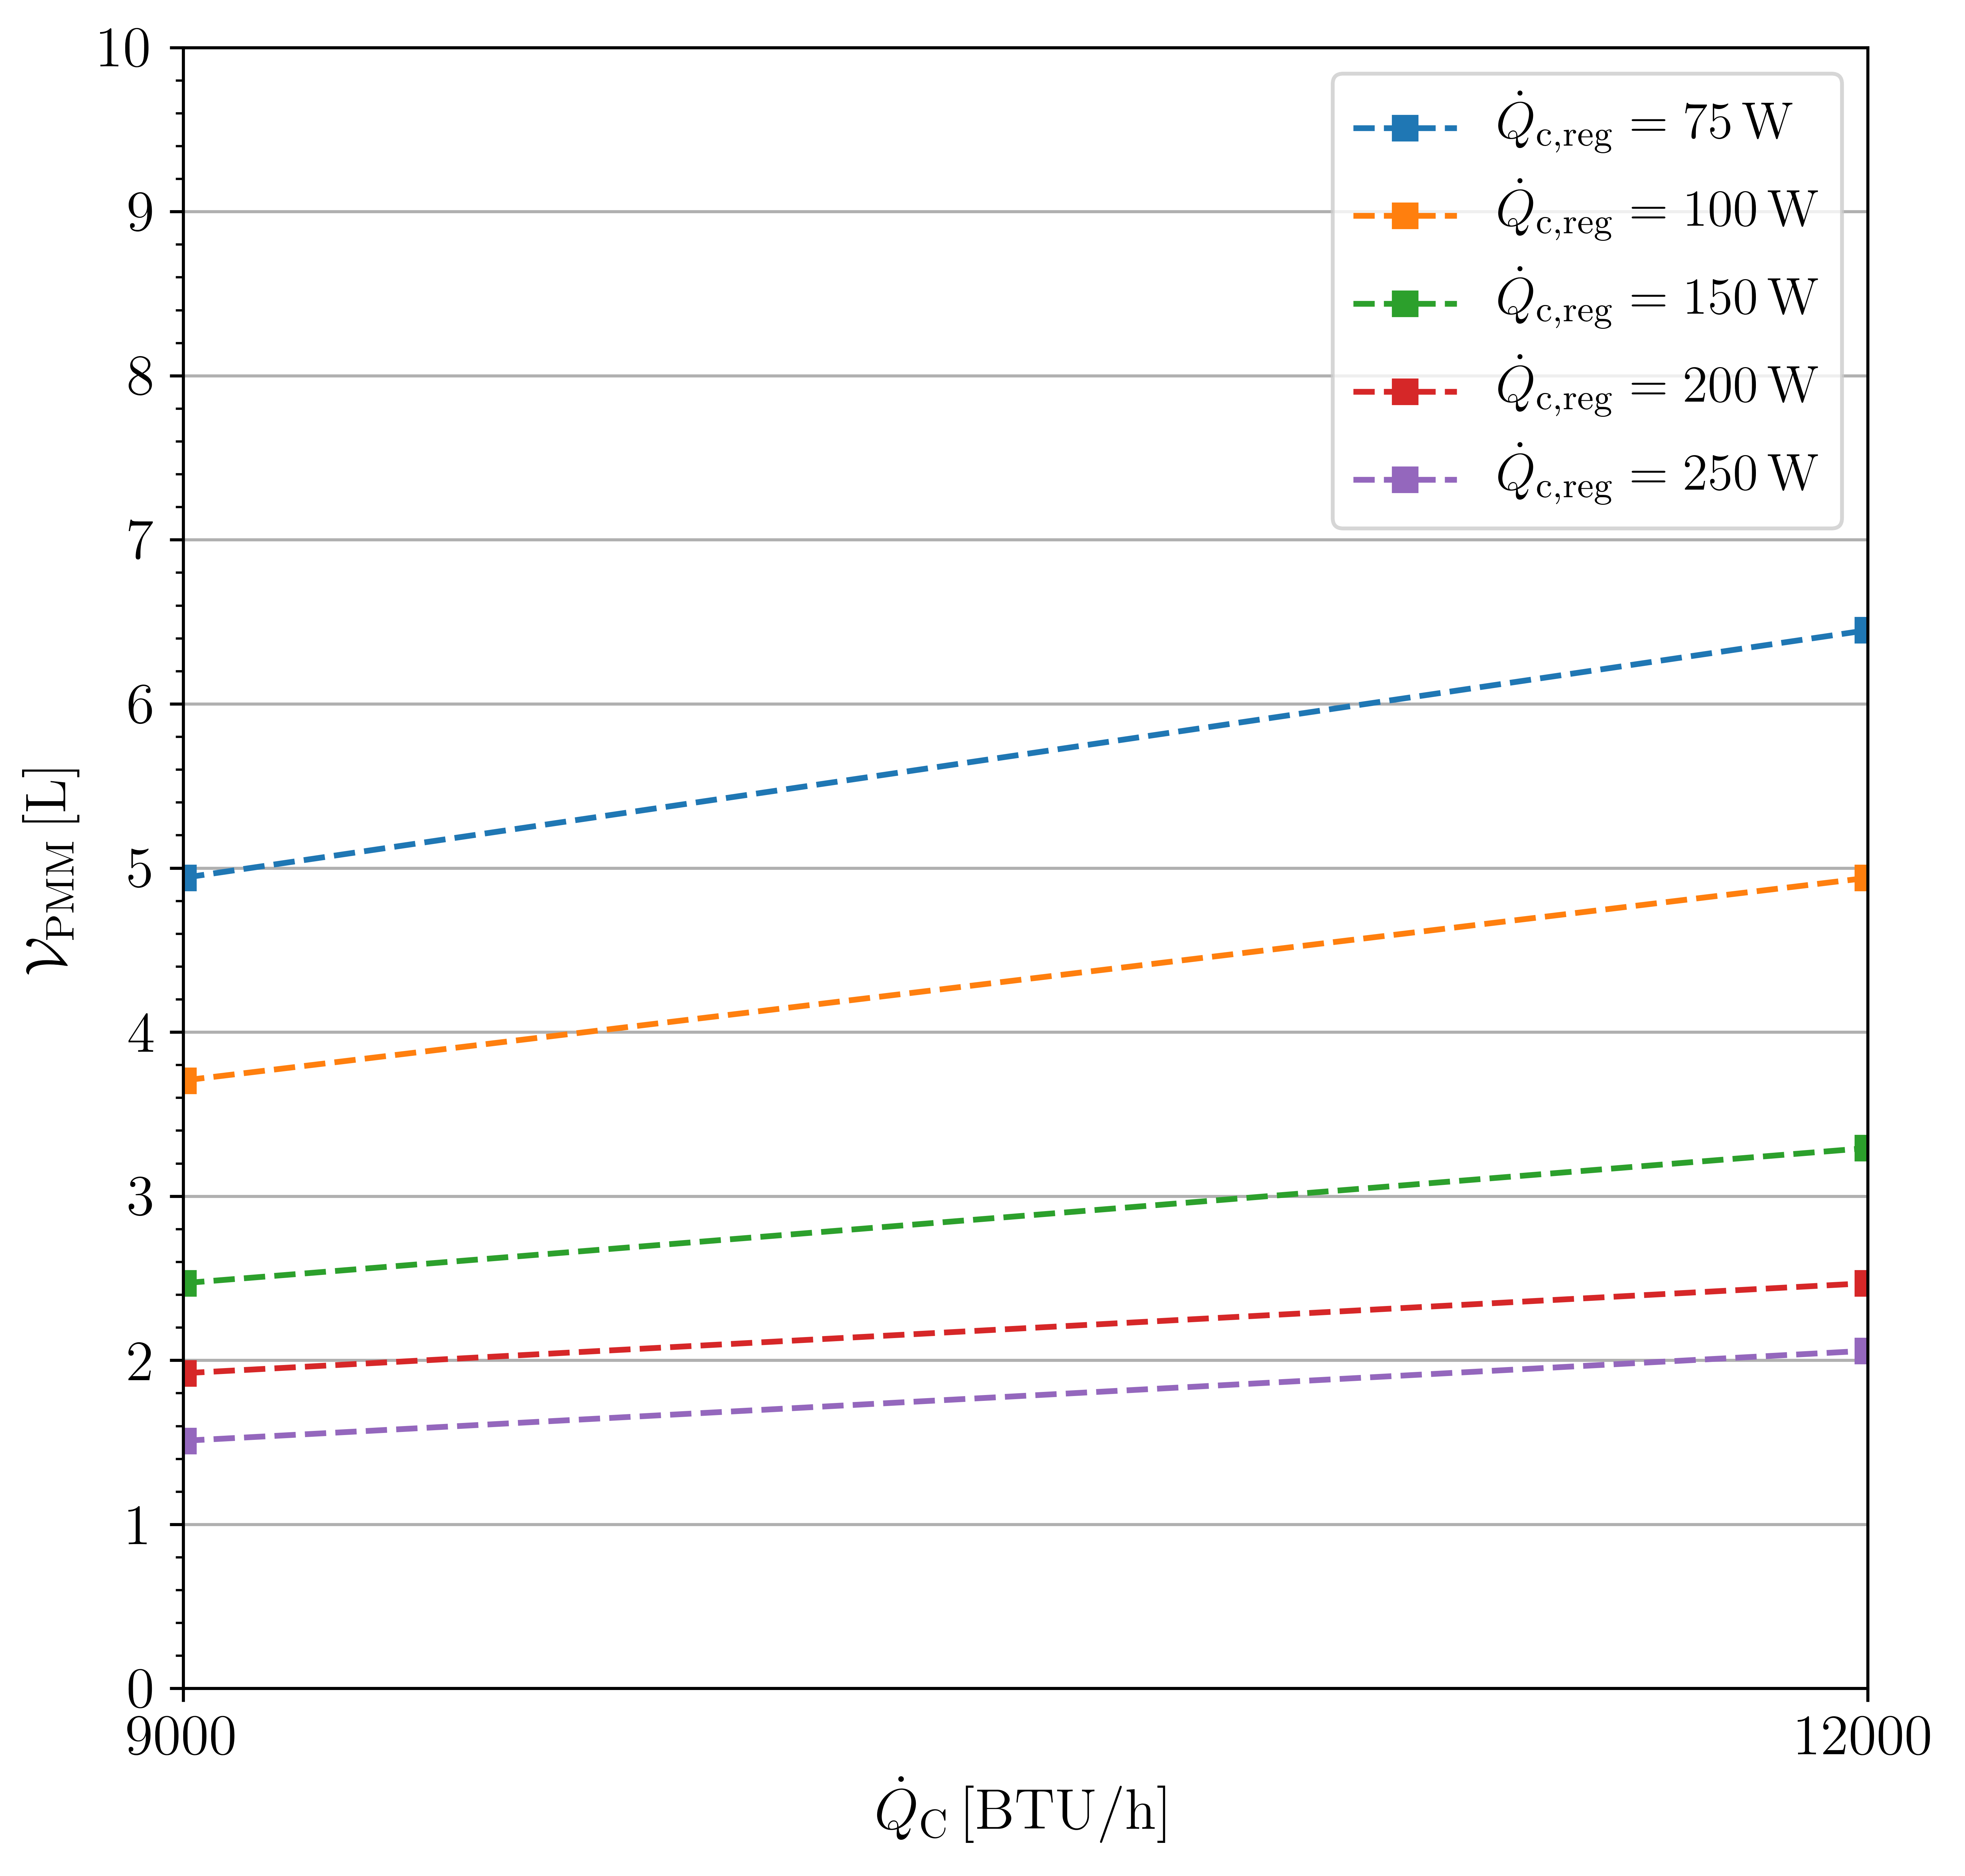 10
9
8
7
6
5
4
3
2
1
0
9000
12000
𝒱PMM [L]
Q̇C [BTU/h]
Q̇c,reg = 75 W
Q̇c,reg = 100 W
Q̇c,reg = 150 W
Q̇c,reg = 200 W
Q̇c,reg = 250 W